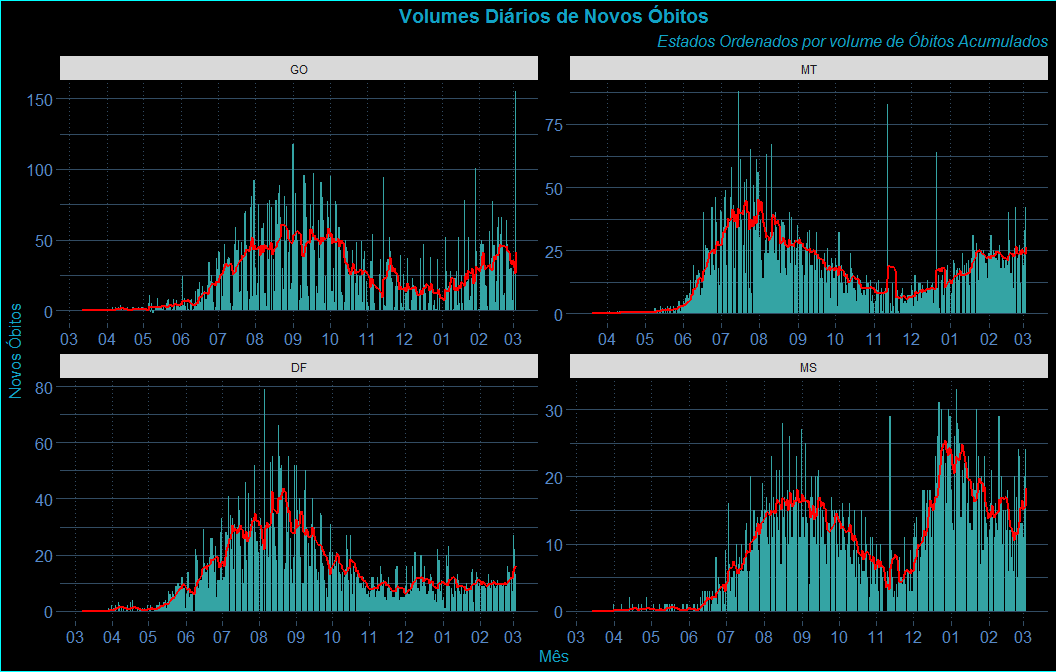 Volumes Diários de Novos Óbitos
Estados Ordenados por volume de Óbitos Acumulados
GO
MT
150
100
50
0
75
50
25
0
03 04 05 06 07 08 09 10 11 12 01 02 03
04 05 06 07 08 09 10 11 12 01 02 03
Novos Óbitos
DF
MS
80
60
40
20
0
30
20
10
0
03 04 05 06 07 08 09 10 11 12 01 02 03
03 04 05 06 07 08 09 10 11 12 01 02 03
Mês